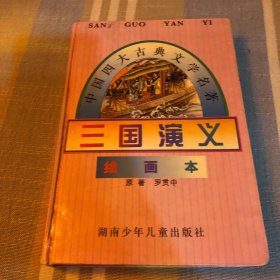 SAN GUO YAN YI
中国四大古典文学名著
三国演义
绘画本
原著 罗贯中
湖南少年儿童出版社